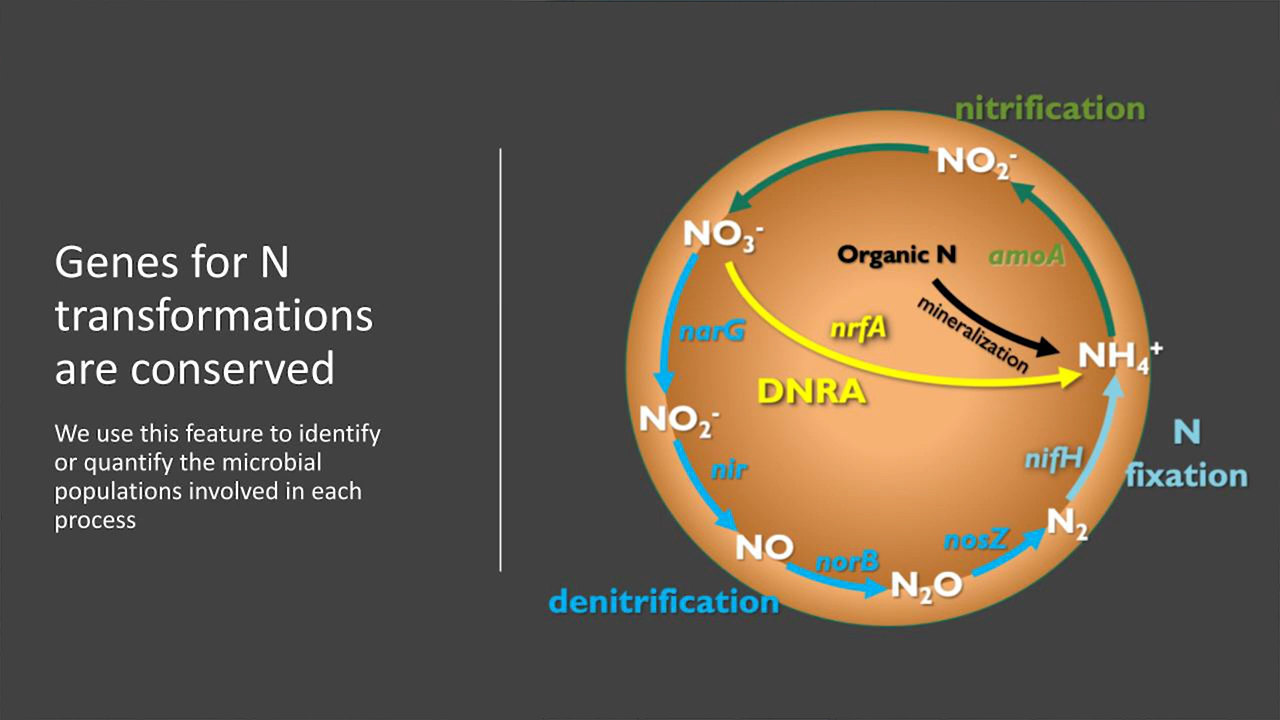 Genes for N
transformations
are conserved
We use this feature to identify
or quantify the microbial
populations involved in each
process
nitrification
NO₂⁻
NO₃⁻
Organic N
amoA
mineralization
narG
nrfA
NH₄⁺
DNRA
NO₂⁻
N
fixation
nir
nifH
N₂
NO
norB
nosZ
N₂O
denitrification